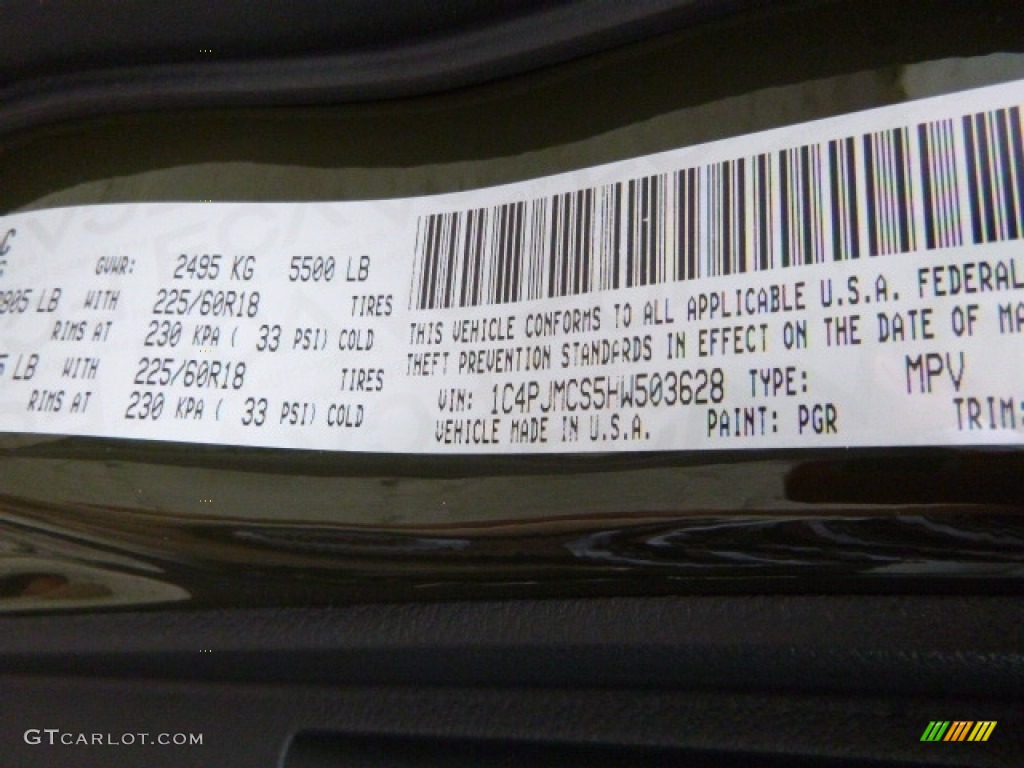 C
GVWR: 2495 KG 5500 LB
905 LB WITH 225/60R18 TIRES
RIMS AT 230 KPA ( 33 PSI) COLD
5 LB WITH 225/60R18 TIRES
RIMS AT 230 KPA ( 33 PSI) COLD
THIS VEHICLE CONFORMS TO ALL APPLICABLE U.S.A. FEDERAL
THEFT PREVENTION STANDARDS IN EFFECT ON THE DATE OF MA
VIN: 1C4PJMCS5HW503628 TYPE: MPV
VEHICLE MADE IN U.S.A. PAINT: PGR TRIM:
GTCARLOT.COM